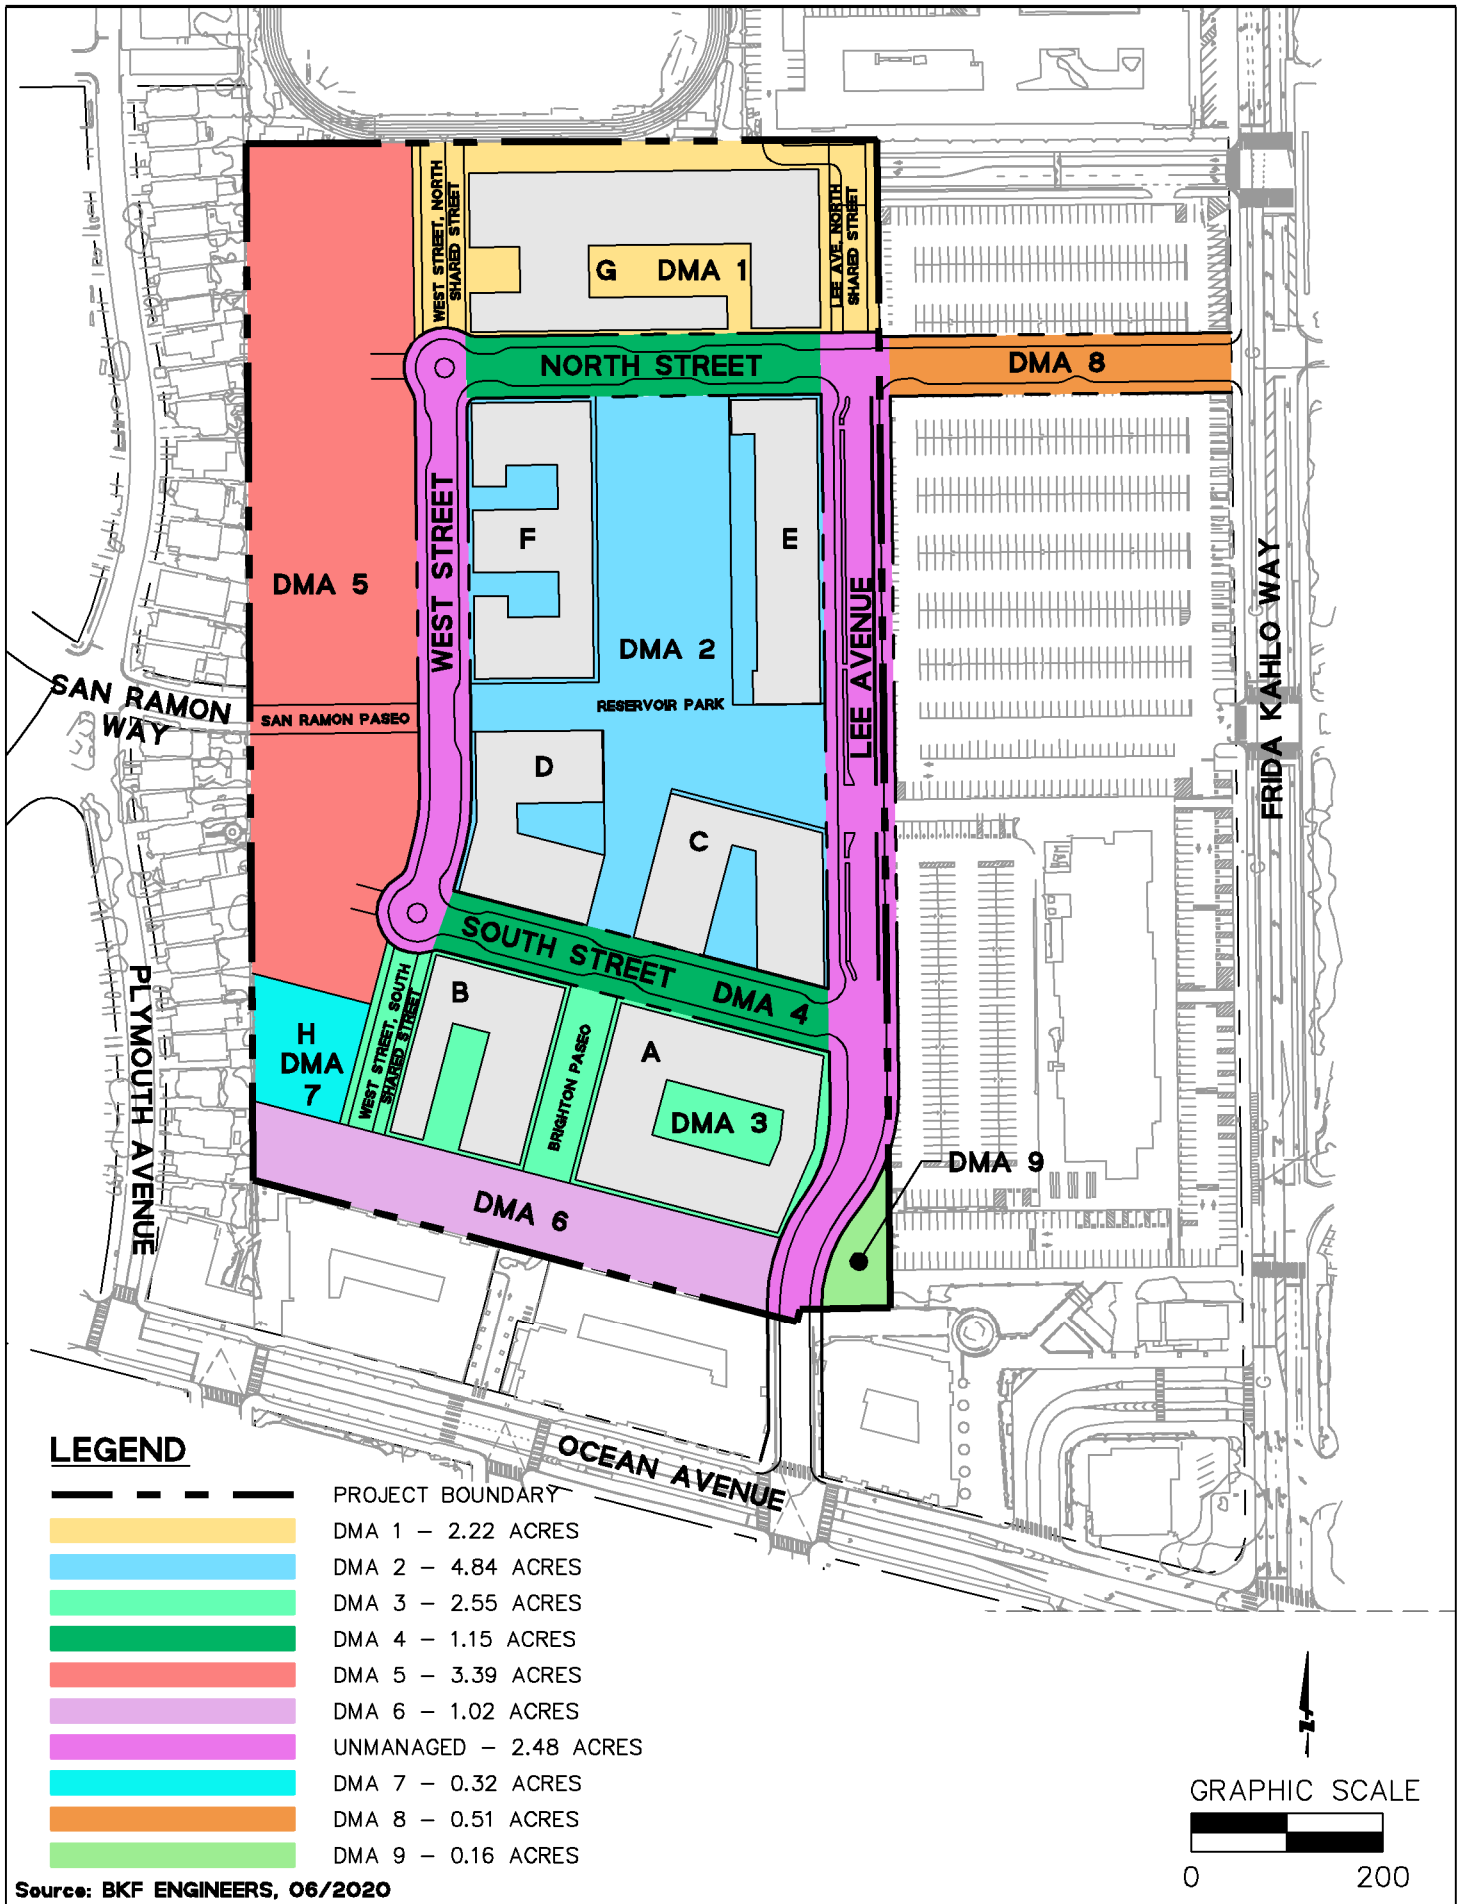 WEST STREET, NORTH
SHARED STREET
LEE AVE, NORTH
SHARED STREET
G DMA 1
NORTH STREET
DMA 8
WEST STREET
F
E
DMA 5
DMA 2
LEE AVENUE
FRIDA KAHLO WAY
SAN RAMON
WAY
SAN RAMON PASEO
RESERVOIR PARK
D
C
SOUTH STREET
DMA 4
PLYMOUTH AVENUE
H
DMA
7
WEST STREET, SOUTH
SHARED STREET
B
BRIGHTON PASEO
A
DMA 3
DMA 9
DMA 6
OCEAN AVENUE
LEGEND
PROJECT BOUNDARY
DMA 1 – 2.22 ACRES
DMA 2 – 4.84 ACRES
DMA 3 – 2.55 ACRES
DMA 4 – 1.15 ACRES
DMA 5 – 3.39 ACRES
DMA 6 – 1.02 ACRES
UNMANAGED – 2.48 ACRES
DMA 7 – 0.32 ACRES
DMA 8 – 0.51 ACRES
DMA 9 – 0.16 ACRES
Source: BKF ENGINEERS, 06/2020
GRAPHIC SCALE
0 200